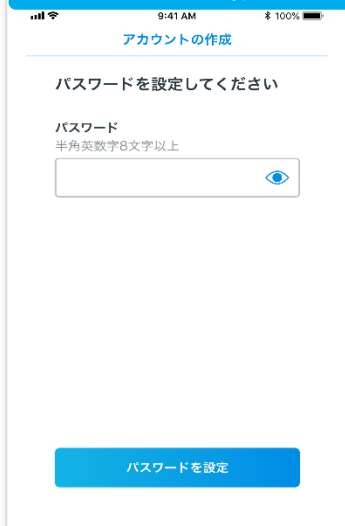 9:41 AM 100%
アカウントの作成
パスワードを設定してください
パスワード
半角英数字8文字以上
パスワードを設定